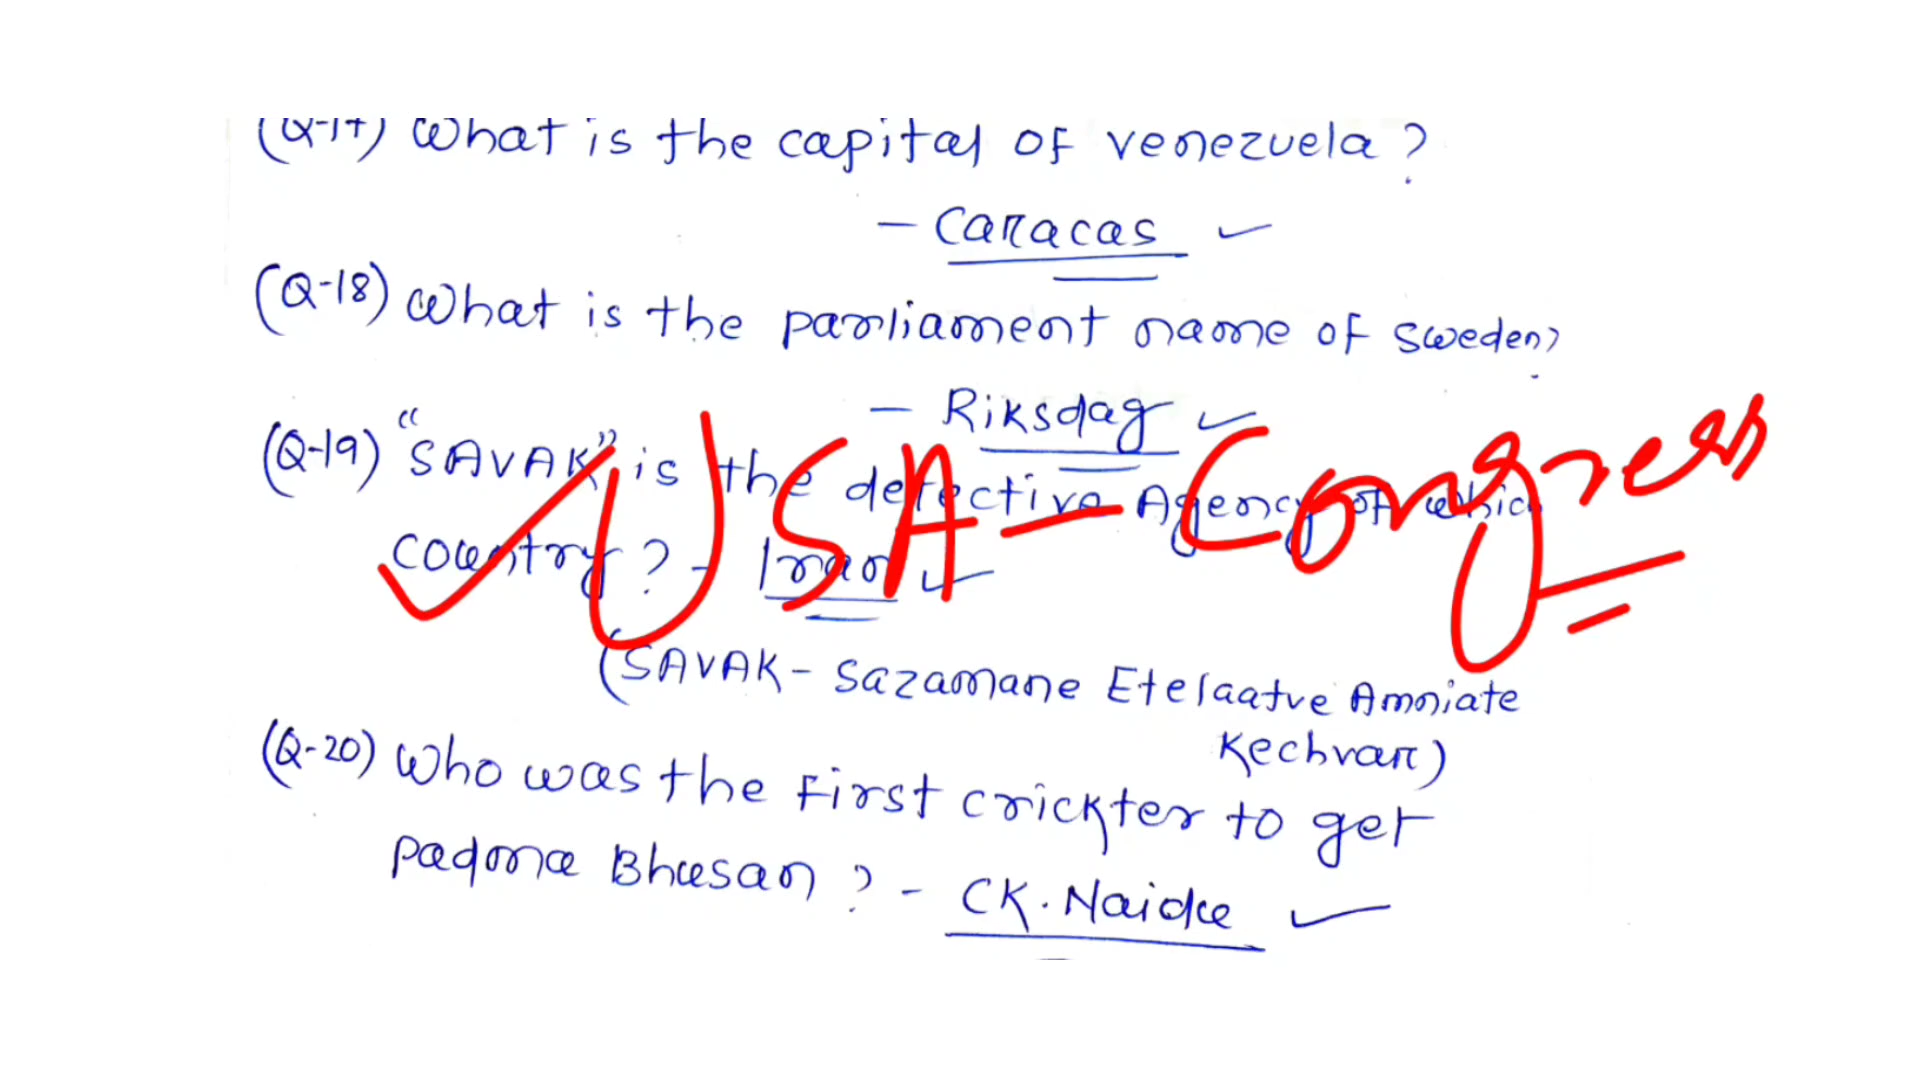 (Q-17) What is the capital of venezuela?
- Caracas
(Q-18) What is the parliament name of Sweden?
- Riksdag
(Q-19) "SAVAK" is the detective Agency of which
country? - Iran
USA - Congress
(SAVAK - Sazamane Etelaatve Amniate
Kechvar)
(Q-20) Who was the first crickter to get
Padma Bhusan? - CK. Naidu